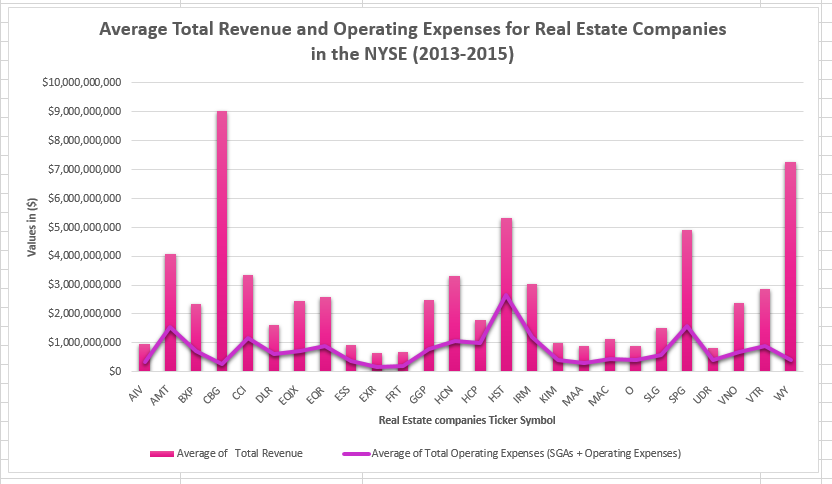 Average Total Revenue and Operating Expenses for Real Estate Companies
in the NYSE (2013-2015)
$10,000,000,000
$9,000,000,000
$8,000,000,000
$7,000,000,000
$6,000,000,000
$5,000,000,000
$4,000,000,000
$3,000,000,000
$2,000,000,000
$1,000,000,000
$0
Values in ($)
AIV
AMT
BXP
CBG
CCI
DLR
EQIX
EQR
ESS
EXR
FRT
GGP
HCN
HCP
HST
IRM
KIM
MAA
MAC
O
SLG
SPG
UDR
VNO
VTR
WY
Real Estate companies Ticker Symbol
Average of Total Revenue
Average of Total Operating Expenses (SGAs + Operating Expenses)